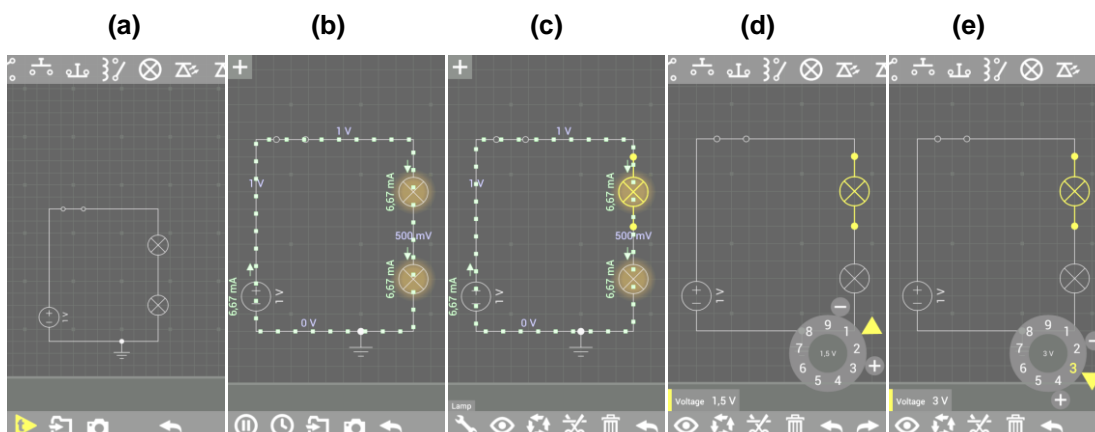 (a) (b) (c) (d) (e)
1 V
1 V
1 V
6,67 mA
6,67 mA
500 mV
6,67 mA
1 V
0 V
1 V
1 V
6,67 mA
500 mV
6,67 mA
6,67 mA
1 V
0 V
Lamp
1 V
9
8 1
7 2
6 3
5 4
1,5 V
Voltage 1,5 V
1 V
9
8 1
7 2
6 3
5 4
3 V
Voltage 3 V